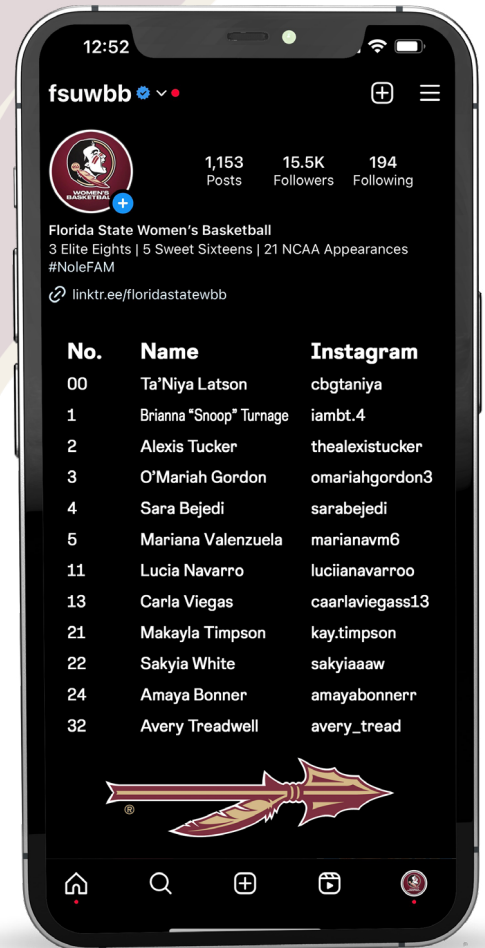 12:52
fsuwbb
1,153 15.5K 194
Posts Followers Following
WOMEN'S
BASKETBALL
Florida State Women's Basketball
3 Elite Eights | 5 Sweet Sixteens | 21 NCAA Appearances
#NoleFAM
linktr.ee/floridastatewbb
No. Name Instagram
00 Ta'Niya Latson cbgtaniya
1 Brianna “Snoop” Turnage iambt.4
2 Alexis Tucker thealexistucker
3 O'Mariah Gordon omariahgordon3
4 Sara Bejedi sarabejedi
5 Mariana Valenzuela marianavm6
11 Lucia Navarro luciianavarroo
13 Carla Viegas caarlaviegass13
21 Makayla Timpson kay.timpson
22 Sakyia White sakyiaaaw
24 Amaya Bonner amayabonnerr
32 Avery Treadwell avery_tread
®